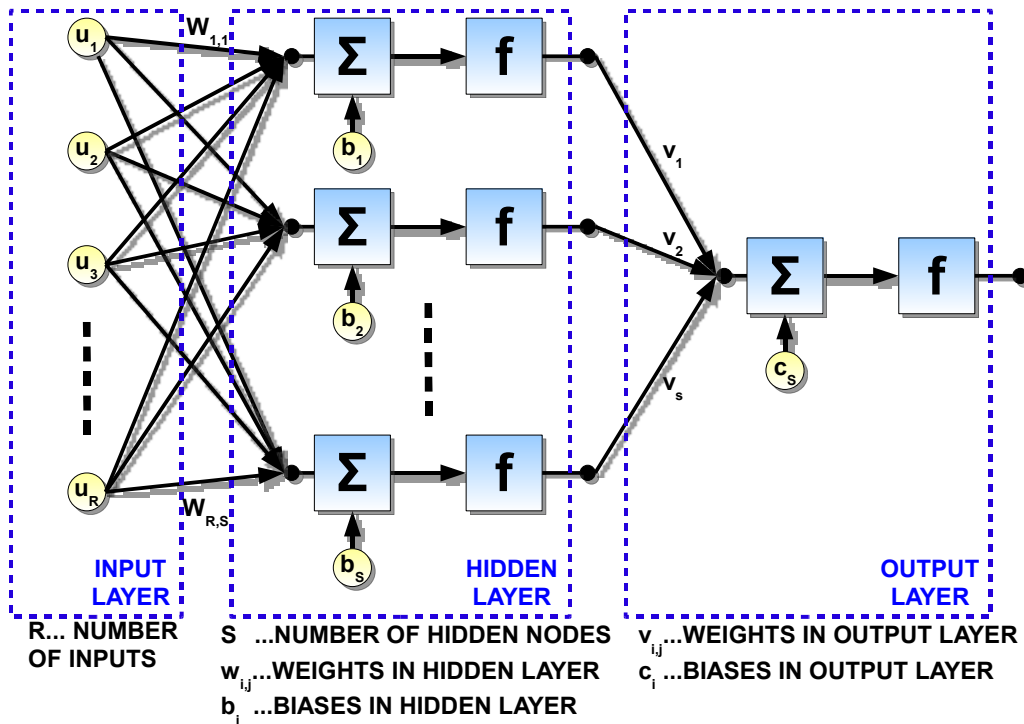 u1
W1,1
Σ
f
b1
u2
v1
Σ
f
v2
u3
b2
Σ
f
cS
vs
Σ
f
uR
WR,S
bS
INPUT
LAYER
HIDDEN
LAYER
OUTPUT
LAYER
R... NUMBER
OF INPUTS
S ...NUMBER OF HIDDEN NODES
wi,j...WEIGHTS IN HIDDEN LAYER
bi ...BIASES IN HIDDEN LAYER
vi,j...WEIGHTS IN OUTPUT LAYER
ci ...BIASES IN OUTPUT LAYER